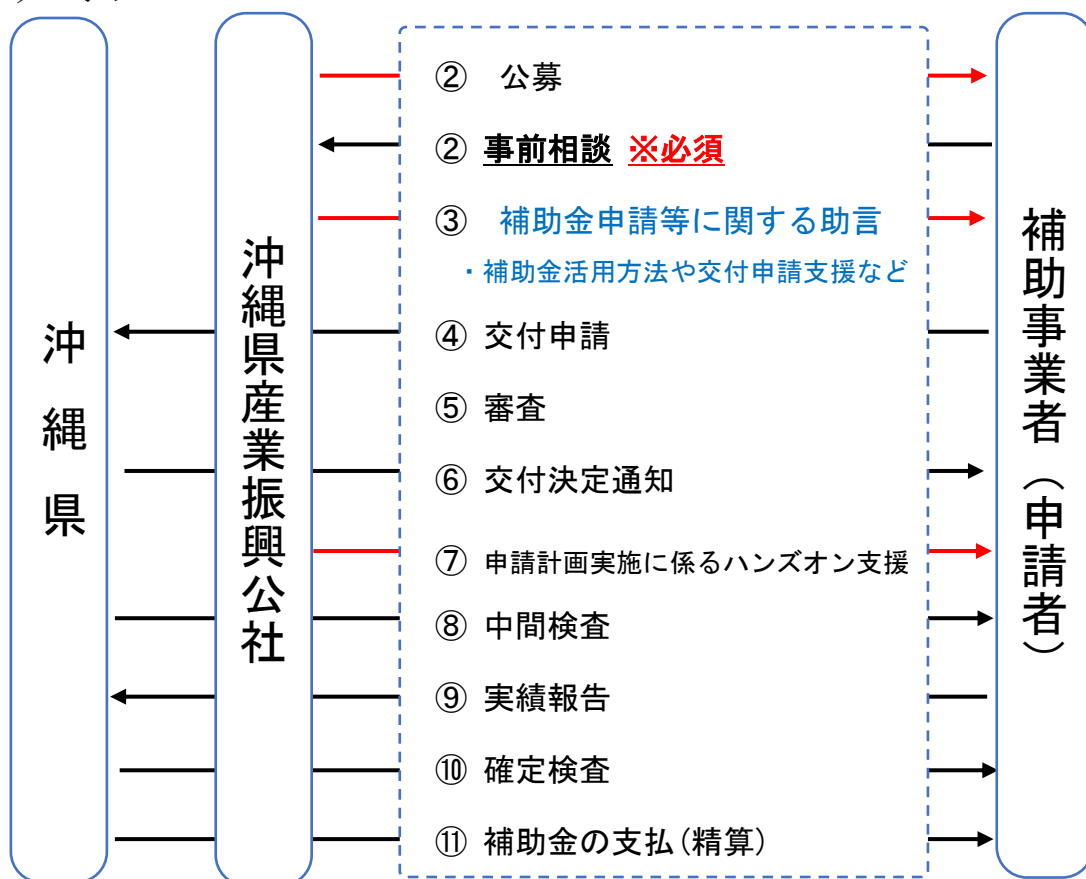 沖縄県
沖縄県産業振興公社
② 公募
② 事前相談 ※必須
③ 補助金申請等に関する助言
・補助金活用方法や交付申請支援など
④ 交付申請
⑤ 審査
⑥ 交付決定通知
⑦ 申請計画実施に係るハンズオン支援
⑧ 中間検査
⑨ 実績報告
⑩ 確定検査
⑪ 補助金の支払(精算)
補助事業者(申請者)